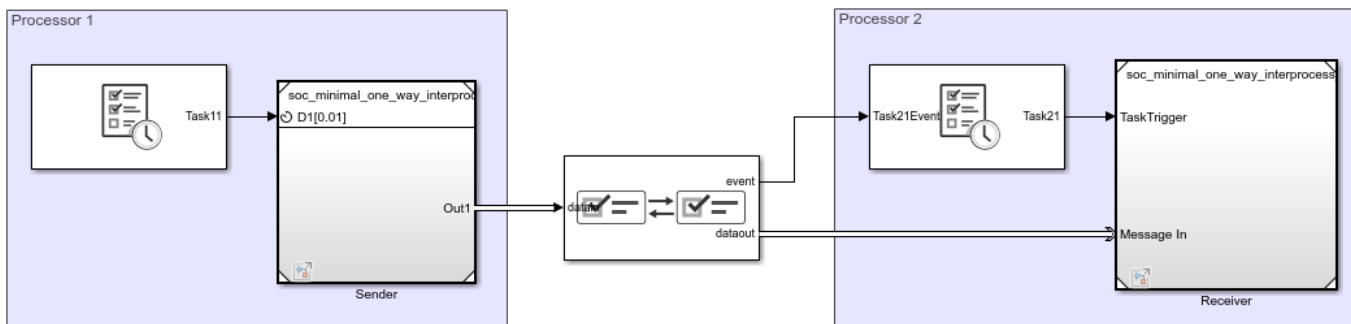 Processor 1
Task11
soc_minimal_one_way_interproc
D1[0.01]
Out1
Sender
datain
event
dataout
Processor 2
Task21Event
Task21
soc_minimal_one_way_interprocess
TaskTrigger
Message In
Receiver